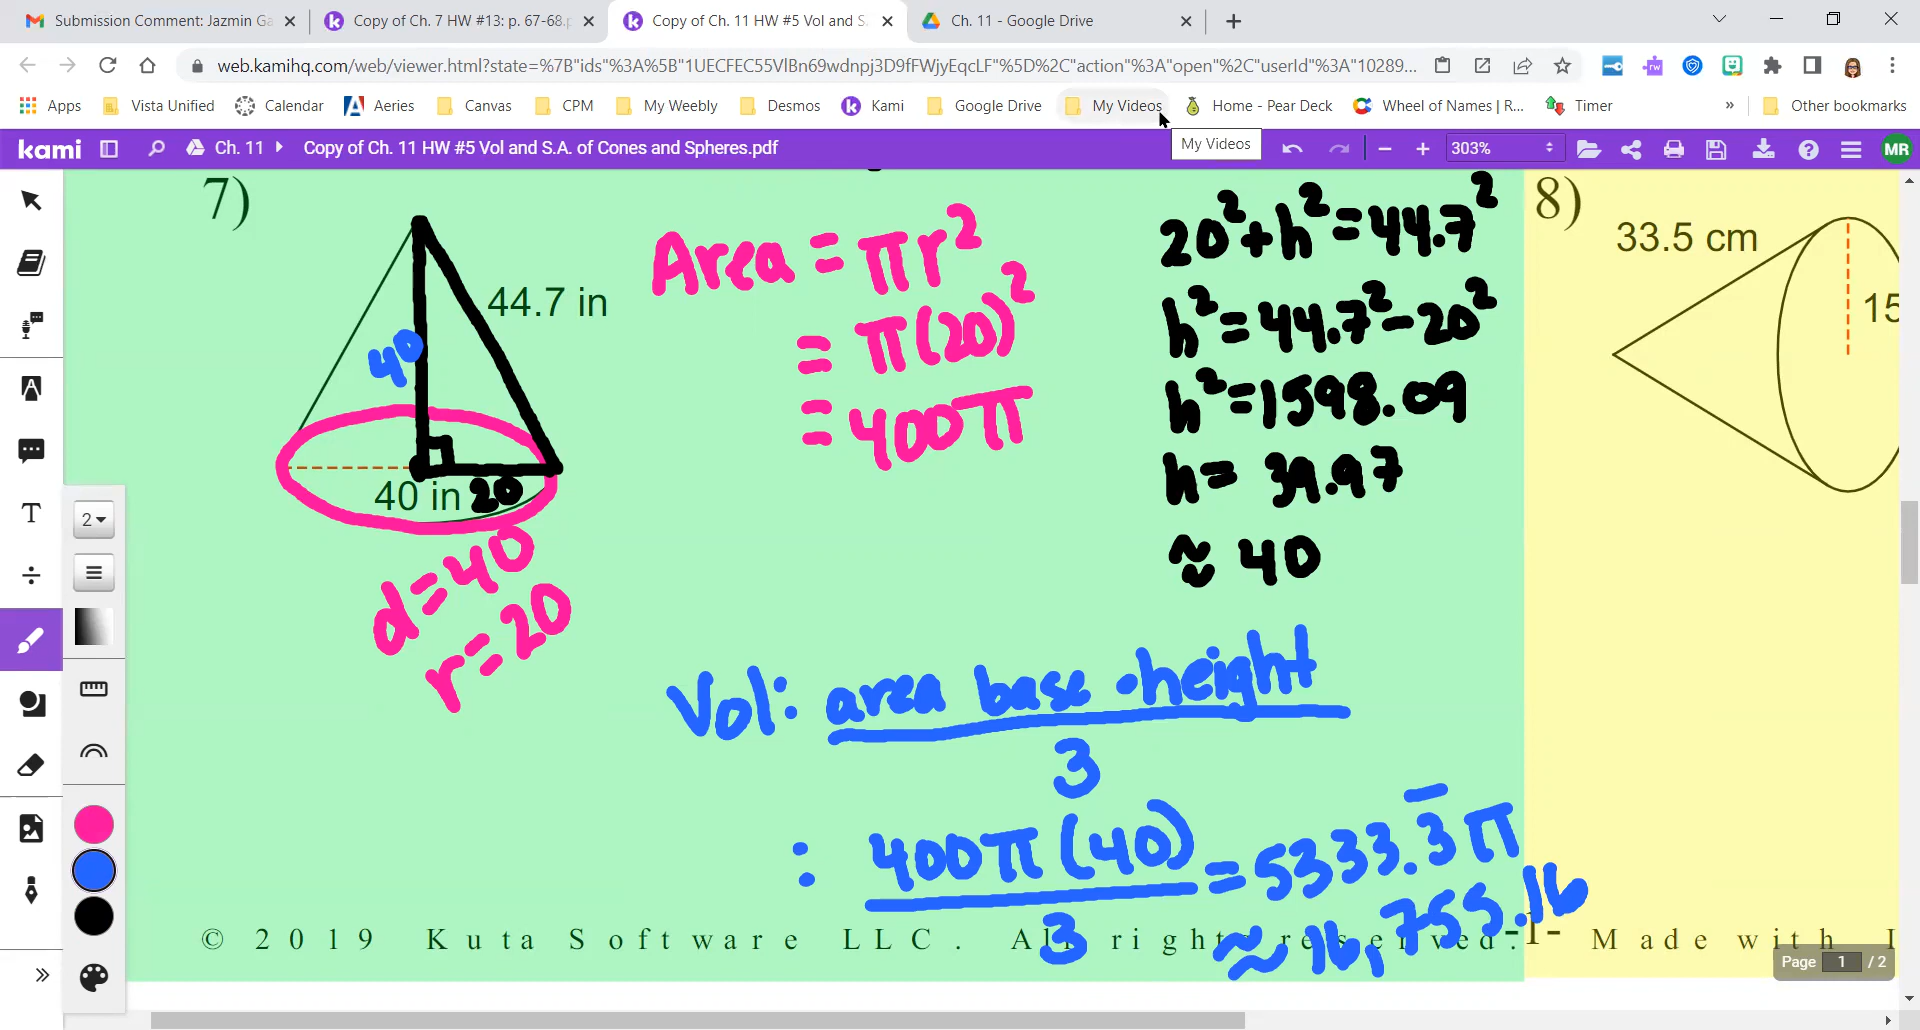 Submission Comment: Jazmin Ga
Copy of Ch. 7 HW #13: p. 67-68.p
Copy of Ch. 11 HW #5 Vol and S.
Ch. 11 - Google Drive
web.kamihq.com/web/viewer.html?state=%7B"ids"%3A%5B"1UECFEC55VlBn69wdnpj3D9fFWjyEqcLF"%5D%2C"action"%3A"open"%2C"userId"%3A"10289...
Apps Vista Unified Calendar Aeries Canvas CPM My Weebly Desmos Kami Google Drive My Videos Home - Pear Deck Wheel of Names | R... Timer » Other bookmarks
My Videos
kami Ch. 11 Copy of Ch. 11 HW #5 Vol and S.A. of Cones and Spheres.pdf 303% MR
7)
44.7 in
40
40 in 20
d=40
r=20
Area = πr²
= π(20)²
= 400π
20²+h²=44.7²
h²=44.7²-20²
h²=1598.09
h= 39.97
≈ 40
Vol: area base · height
3
: 400π(40) = 5333.3̅π
3
≈ 16,755.16
8)
33.5 cm
15
© 2019 Kuta Software LLC. All rights reserved. -1- Made with I
Page 1 / 2
T
2